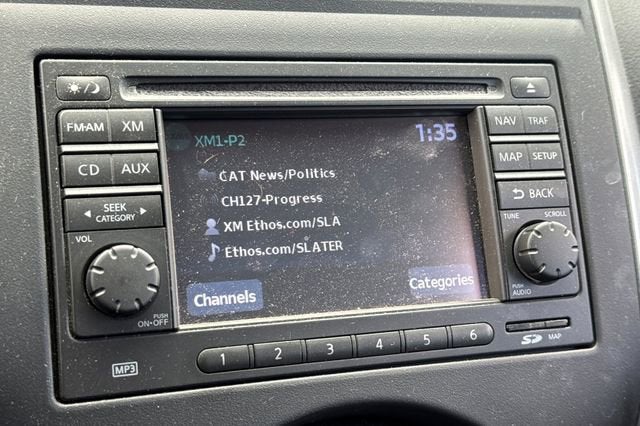 FM·AM XM
CD AUX
SEEK
CATEGORY
VOL
PUSH
ON·OFF
MP3
XM1-P2 1:35
CAT News/Politics
CH127-Progress
XM Ethos.com/SLA
Ethos.com/SLATER
Channels Categories
1 2 3 4 5 6
NAV TRAF
MAP SETUP
BACK
TUNE SCROLL
PUSH
AUDIO
SD MAP